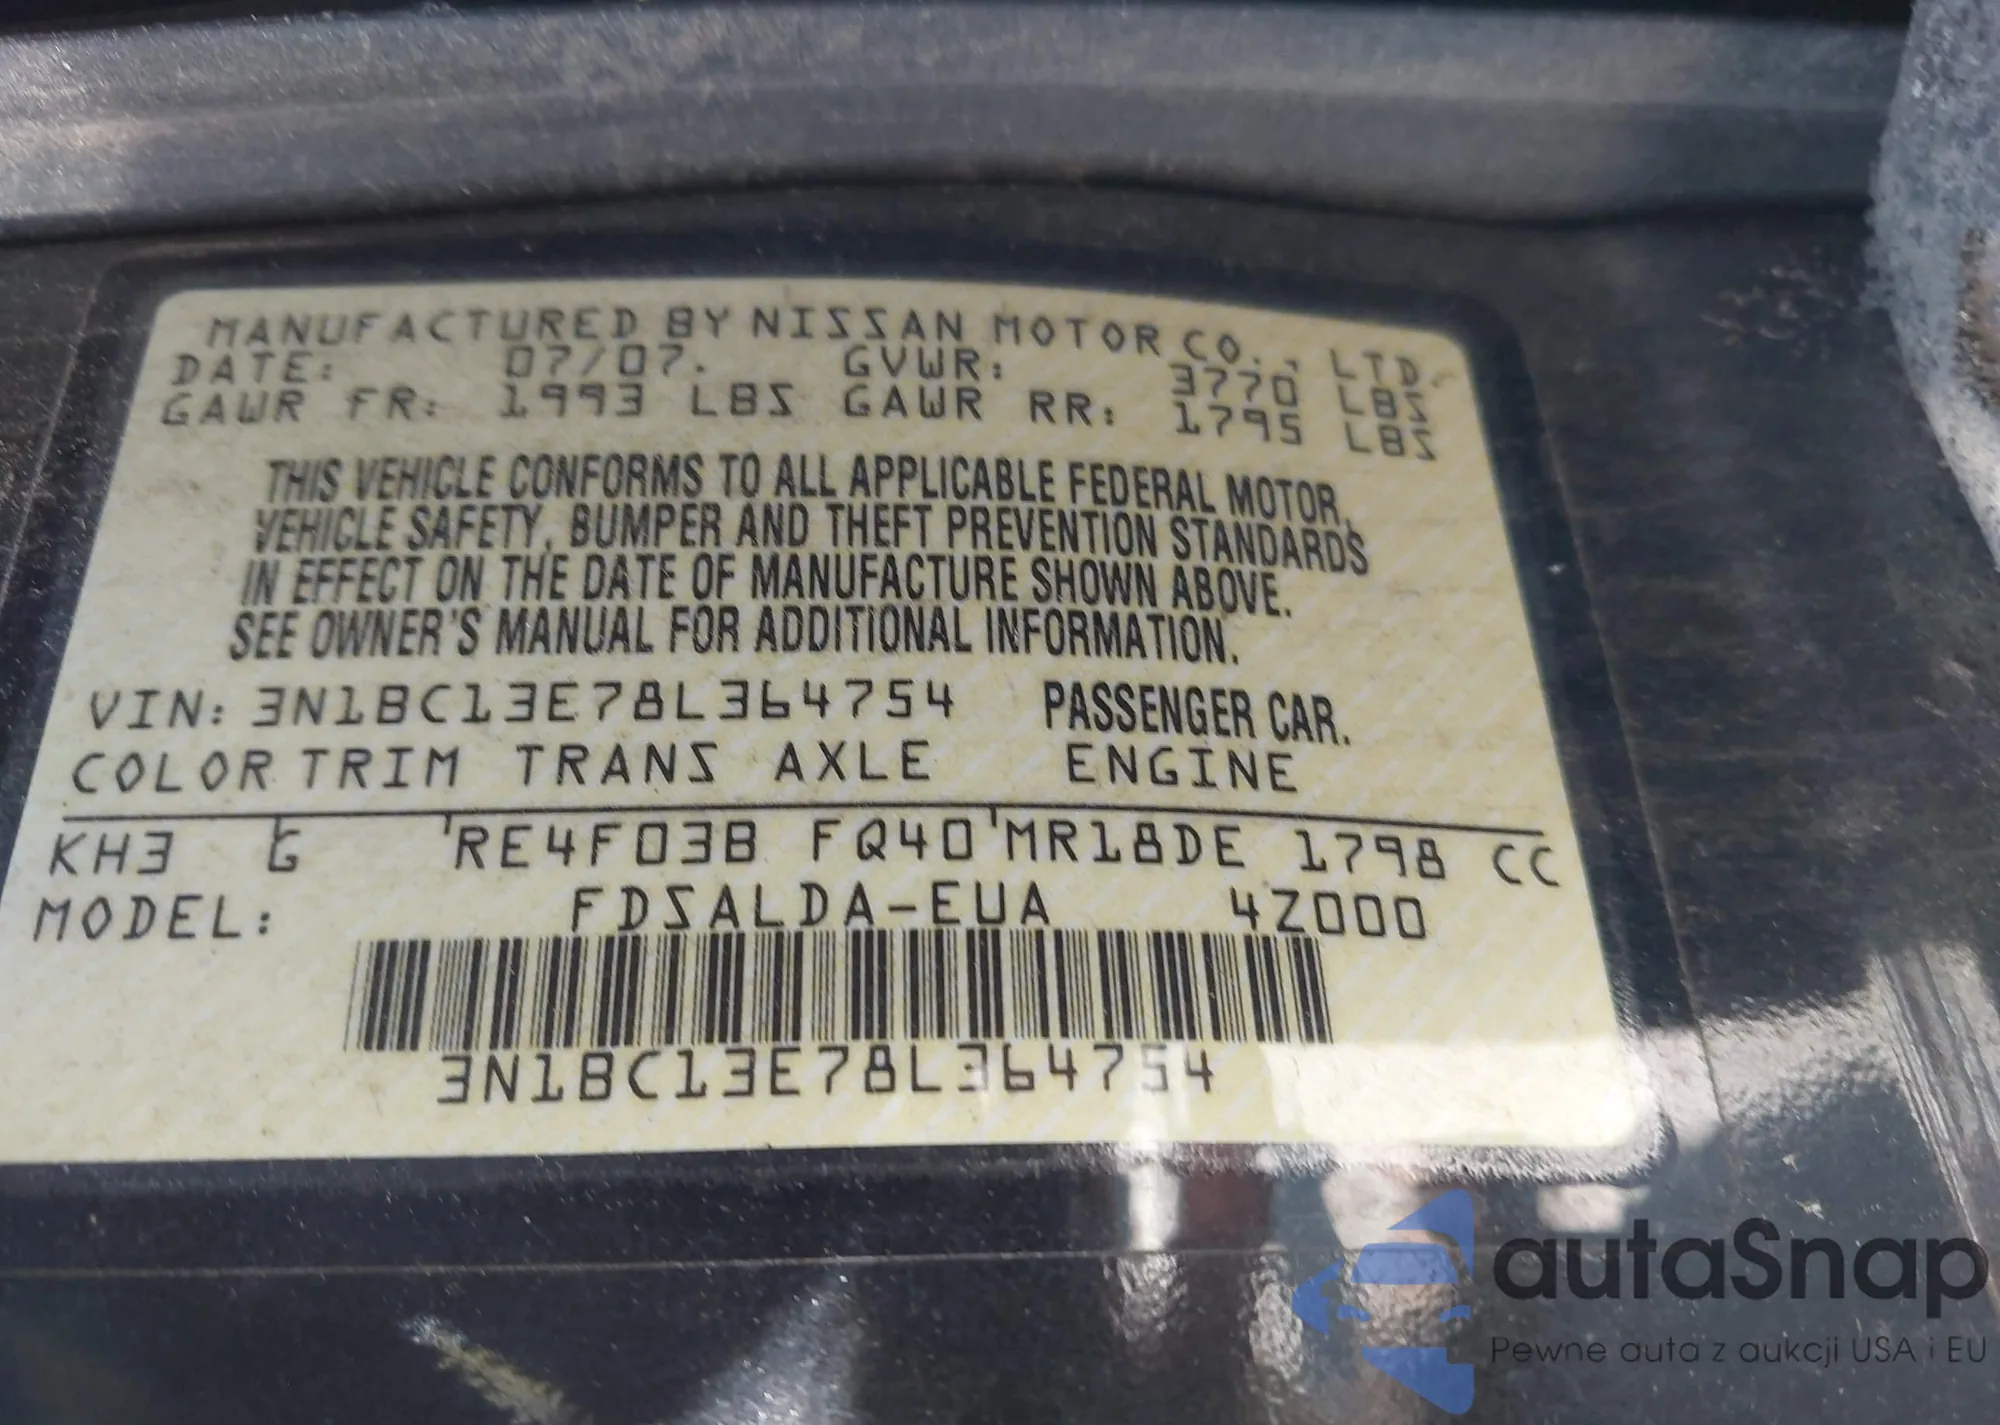 MANUFACTURED BY NISSAN MOTOR CO., LTD.
DATE: 07/07. GVWR: 3770 LBS
GAWR FR: 1993 LBS GAWR RR: 1795 LBS
THIS VEHICLE CONFORMS TO ALL APPLICABLE FEDERAL MOTOR
VEHICLE SAFETY, BUMPER AND THEFT PREVENTION STANDARDS
IN EFFECT ON THE DATE OF MANUFACTURE SHOWN ABOVE.
SEE OWNER'S MANUAL FOR ADDITIONAL INFORMATION.
VIN: 3N1BC13E78L364754 PASSENGER CAR.
COLOR TRIM TRANS AXLE ENGINE
KH3 G RE4F03B FQ40 MR18DE 1798 CC
MODEL: FDSALDA-EUA 4Z000
3N1BC13E78L364754
autaSnap
Pewne auta z aukcji USA i EU